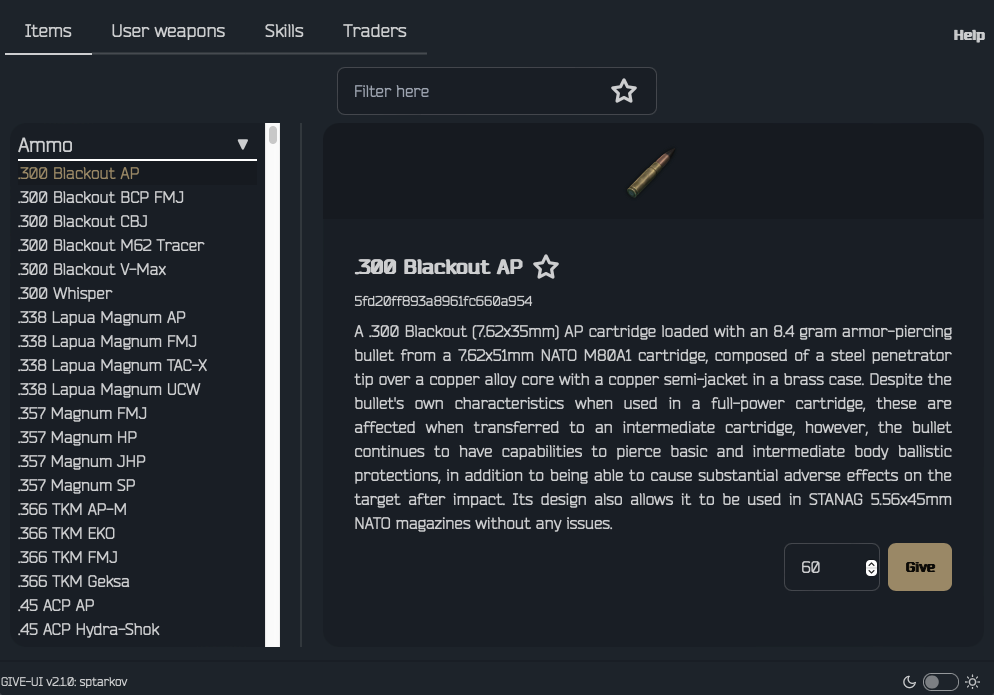 Items
User weapons
Skills
Traders
Help
Filter here
Ammo
.300 Blackout AP
.300 Blackout BCP FMJ
.300 Blackout CBJ
.300 Blackout M62 Tracer
.300 Blackout V-Max
.300 Whisper
.338 Lapua Magnum AP
.338 Lapua Magnum FMJ
.338 Lapua Magnum TAC-X
.338 Lapua Magnum UCW
.357 Magnum FMJ
.357 Magnum HP
.357 Magnum JHP
.357 Magnum SP
.366 TKM AP-M
.366 TKM EKO
.366 TKM FMJ
.366 TKM Geksa
.45 ACP AP
.45 ACP Hydra-Shok
.300 Blackout AP
5fd20ff893a8961fc660a954
A .300 Blackout (7.62x35mm) AP cartridge loaded with an 8.4 gram armor-piercing
bullet from a 7.62x51mm NATO M80A1 cartridge, composed of a steel penetrator
tip over a copper alloy core with a copper semi-jacket in a brass case. Despite the
bullet's own characteristics when used in a full-power cartridge, these are
affected when transferred to an intermediate cartridge, however, the bullet
continues to have capabilities to pierce basic and intermediate body ballistic
protections, in addition to being able to cause substantial adverse effects on the
target after impact. Its design also allows it to be used in STANAG 5.56x45mm
NATO magazines without any issues.
60
Give
GIVE-UI v2.1.0: sptarkov